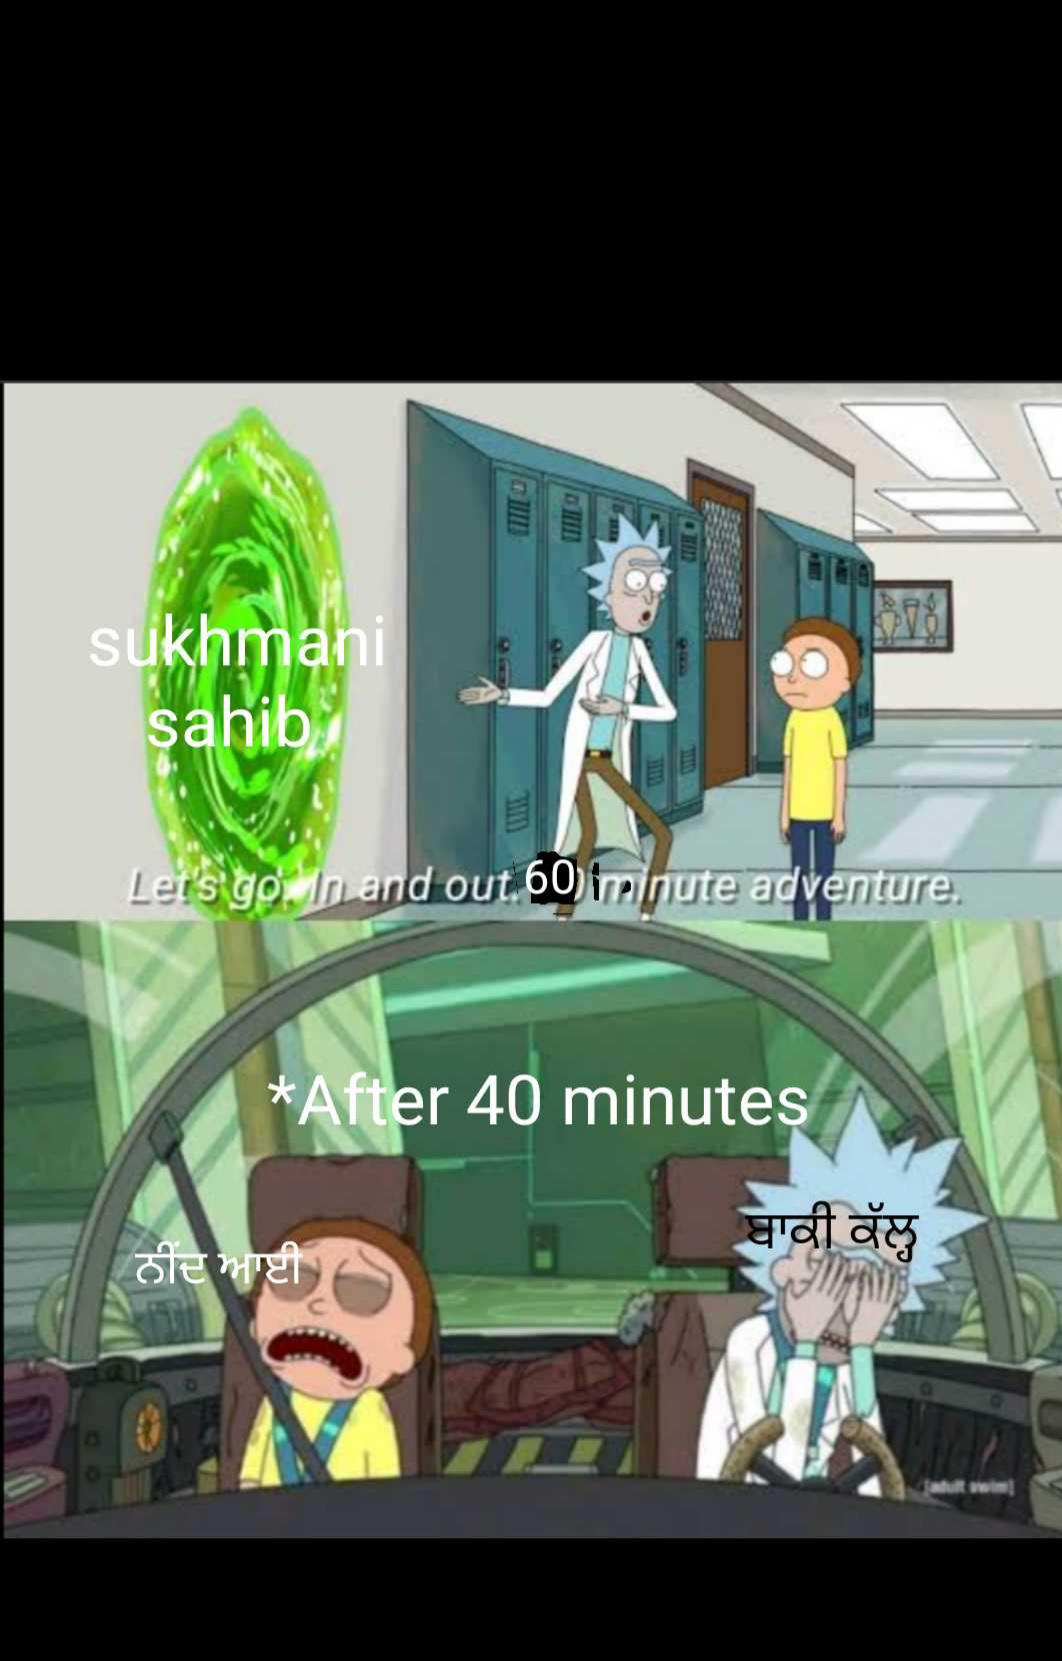 sukhmani
sahib
Let's go. In and out. 60 minute adventure.
*After 40 minutes
ਬਾਕੀ ਕੱਲ੍ਹ
ਨੀਂਦ ਆਈ
[adult swim]